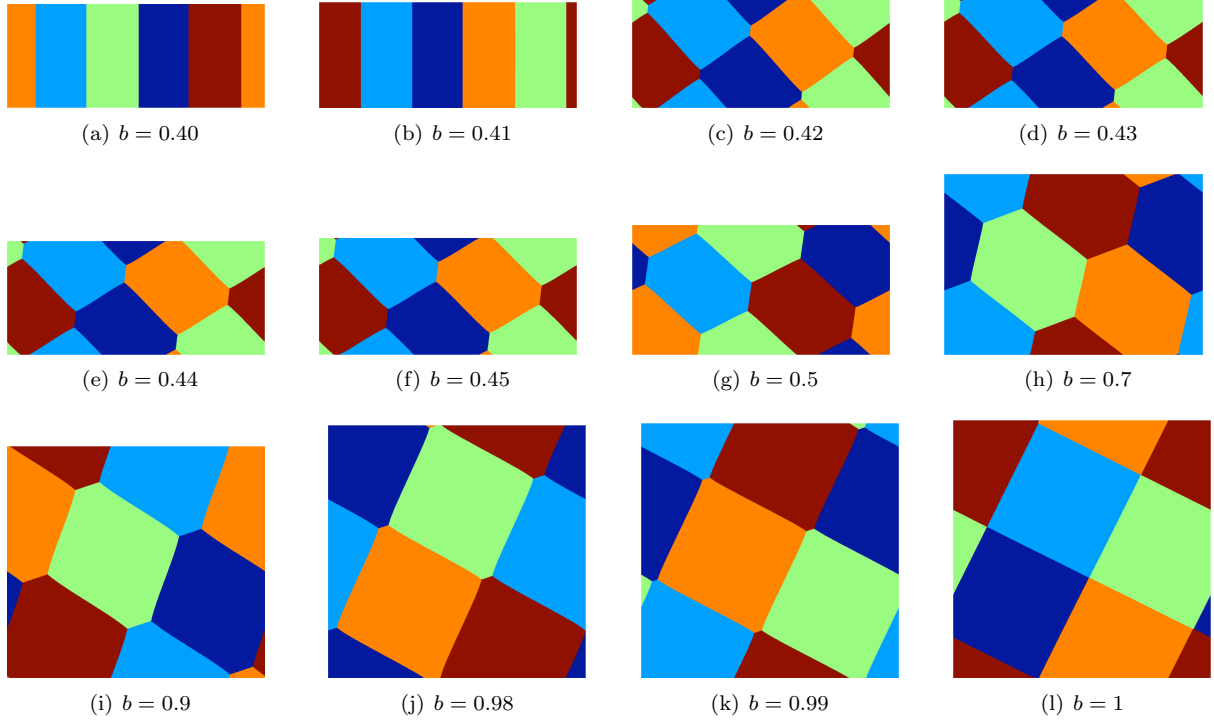 (a) b = 0.40
(b) b = 0.41
(c) b = 0.42
(d) b = 0.43
(e) b = 0.44
(f) b = 0.45
(g) b = 0.5
(h) b = 0.7
(i) b = 0.9
(j) b = 0.98
(k) b = 0.99
(l) b = 1